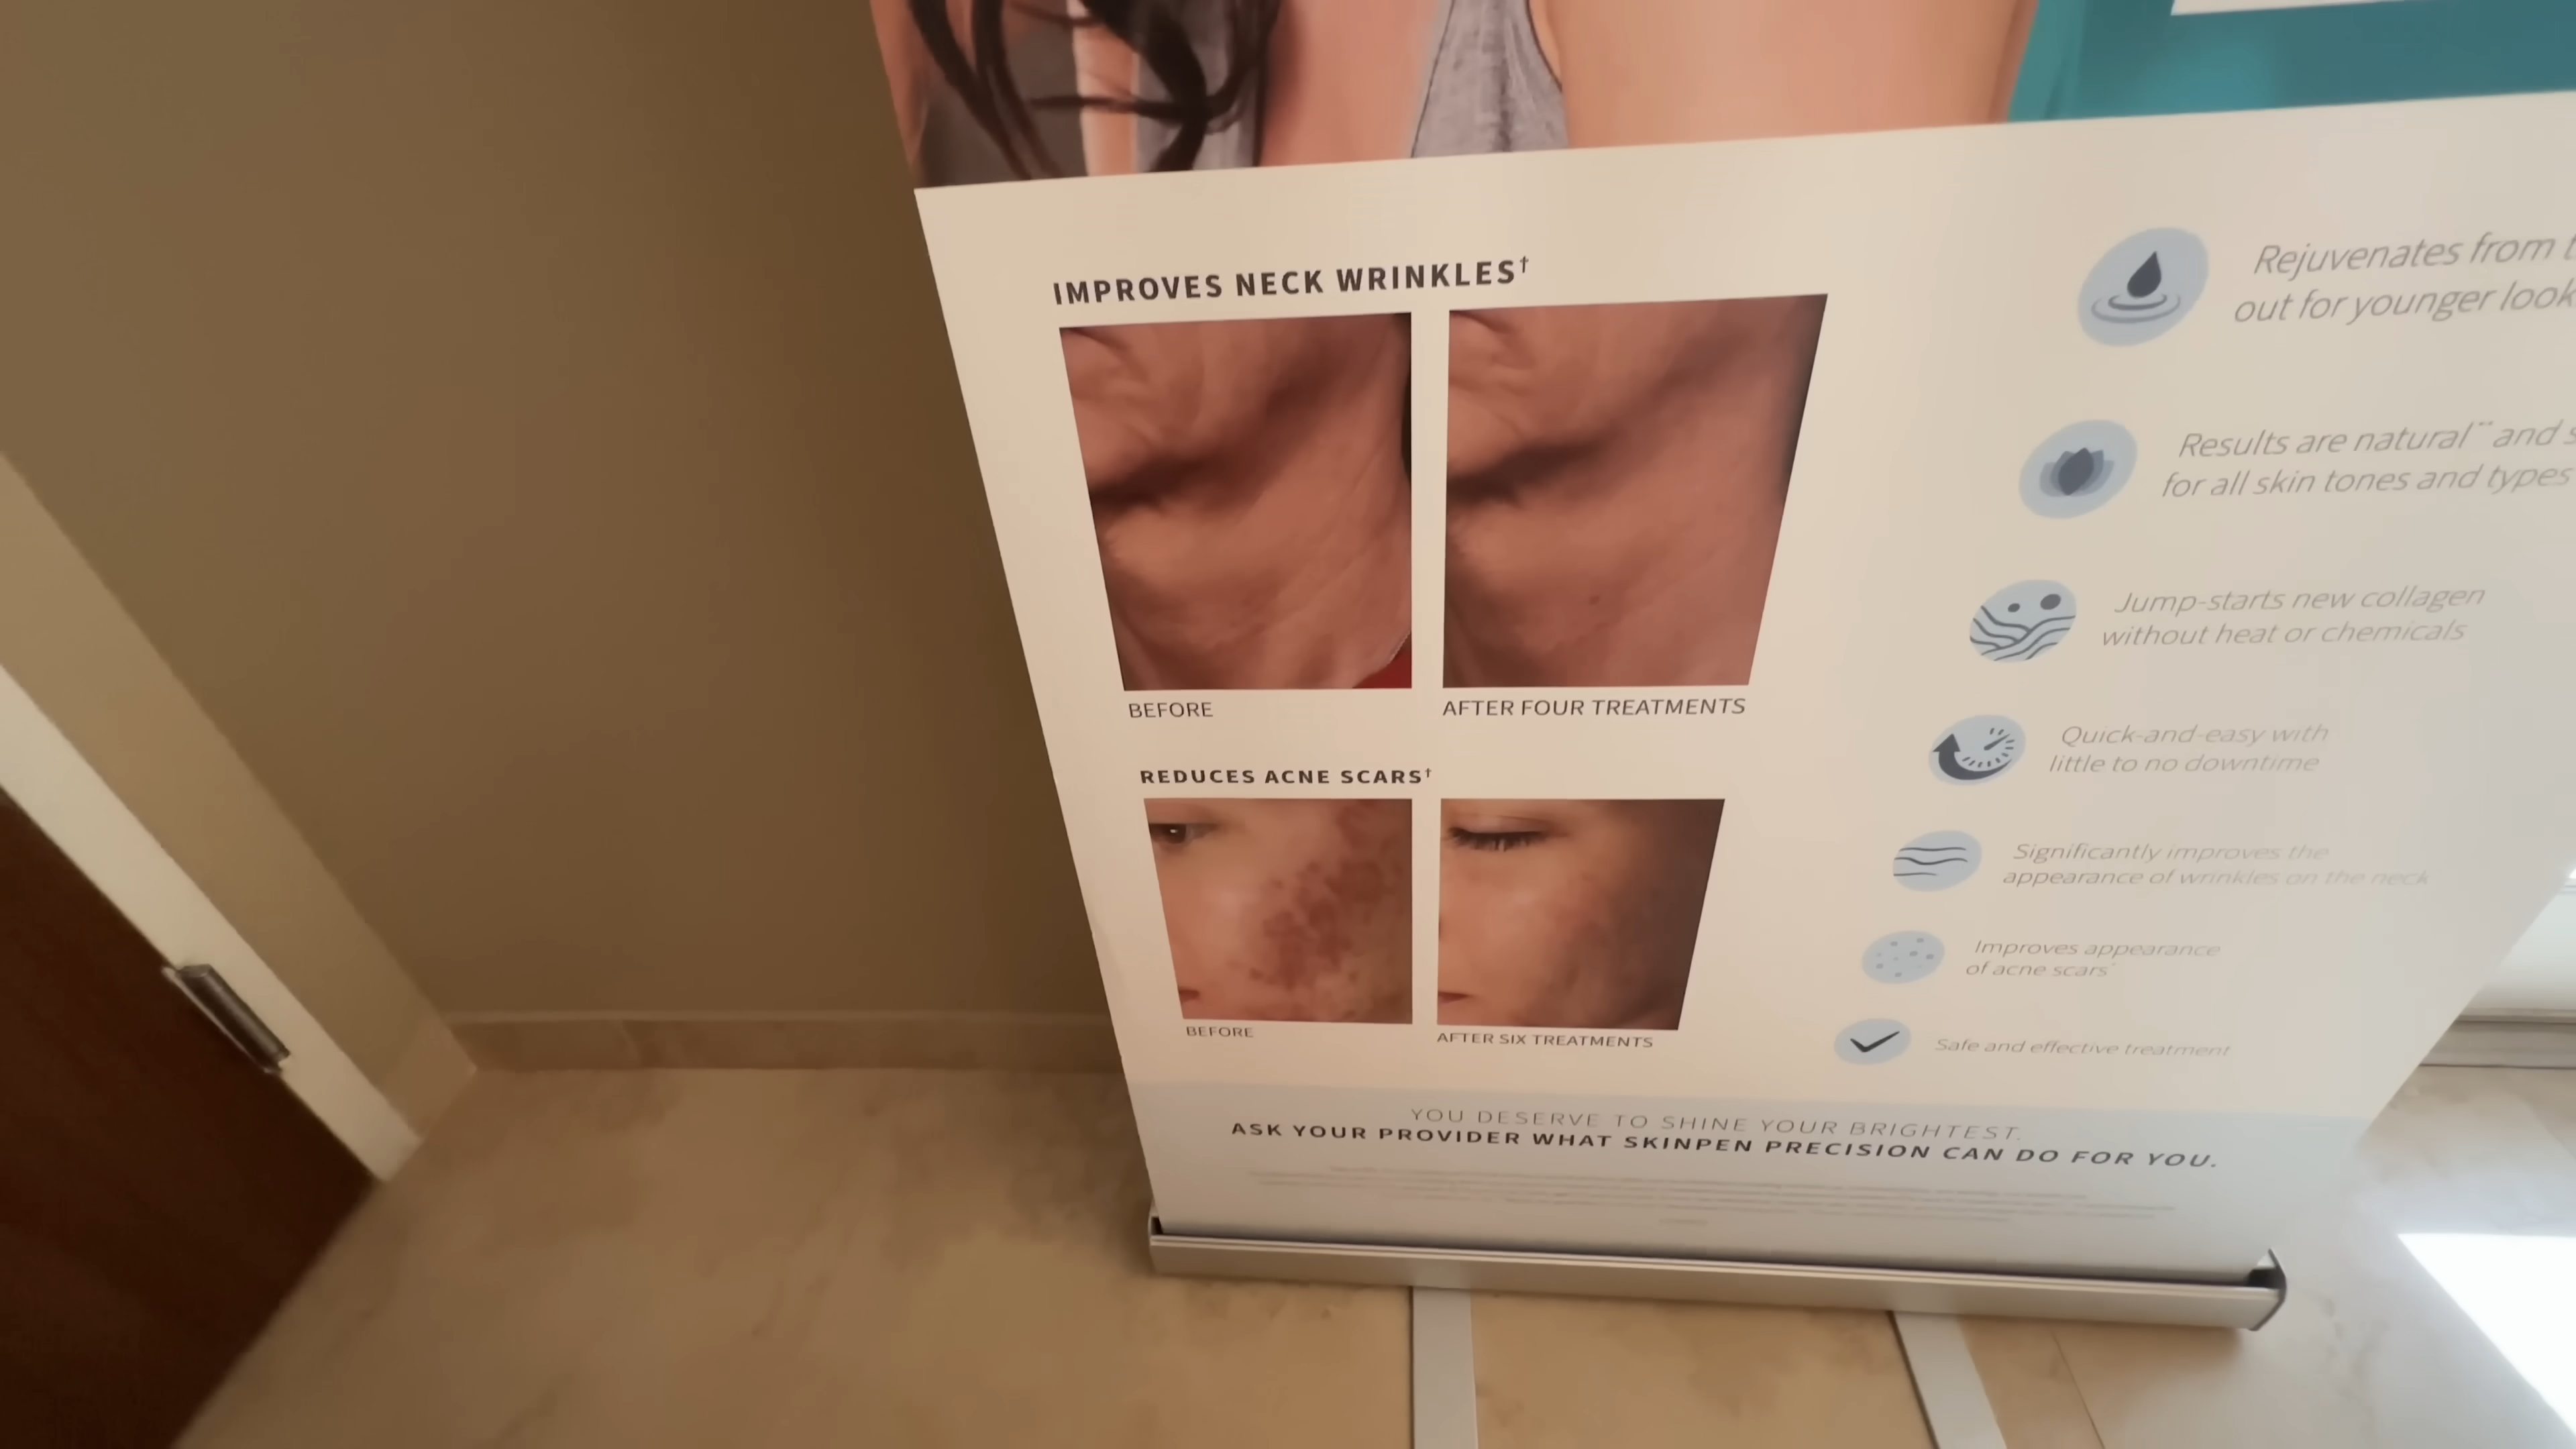 IMPROVES NECK WRINKLES†
BEFORE
AFTER FOUR TREATMENTS
REDUCES ACNE SCARS†
BEFORE
AFTER SIX TREATMENTS
Rejuvenates from
out for younger
Results are natural¨ and
for all skin tones and types
Jump-starts new collagen
without heat or chemicals
Quick-and-easy with
little to no downtime
Significantly improves the
appearance of wrinkles on the neck
Improves appearance
of acne scars
Safe and effective treatment
YOU DESERVE TO SHINE YOUR BRIGHTEST.
ASK YOUR PROVIDER WHAT SKINPEN PRECISION CAN DO FOR YOU.